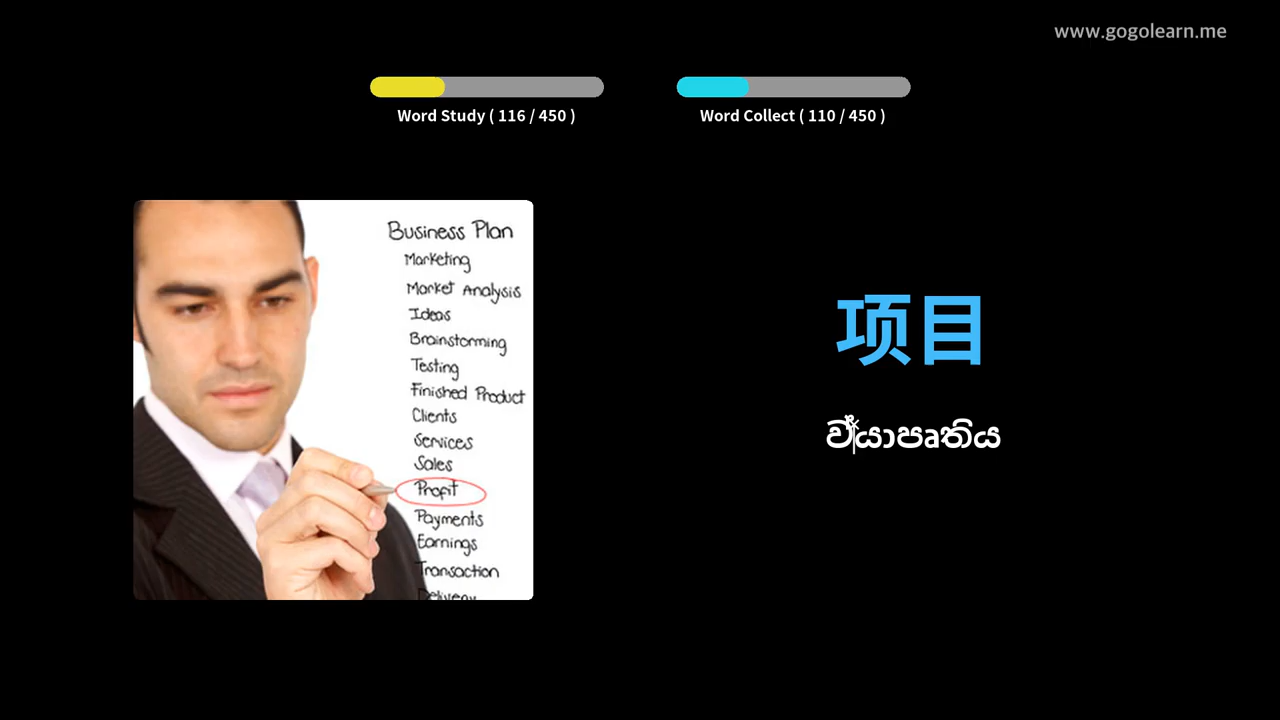 www.gogolearn.me
Word Study ( 116 / 450 )
Word Collect ( 110 / 450 )
Business Plan
Marketing
Market Analysis
Ideas
Brainstorming
Testing
Finished Product
Clients
Services
Sales
Profit
Payments
Earnings
Transaction
Delivery
项目
ව්‍යාපෘතිය